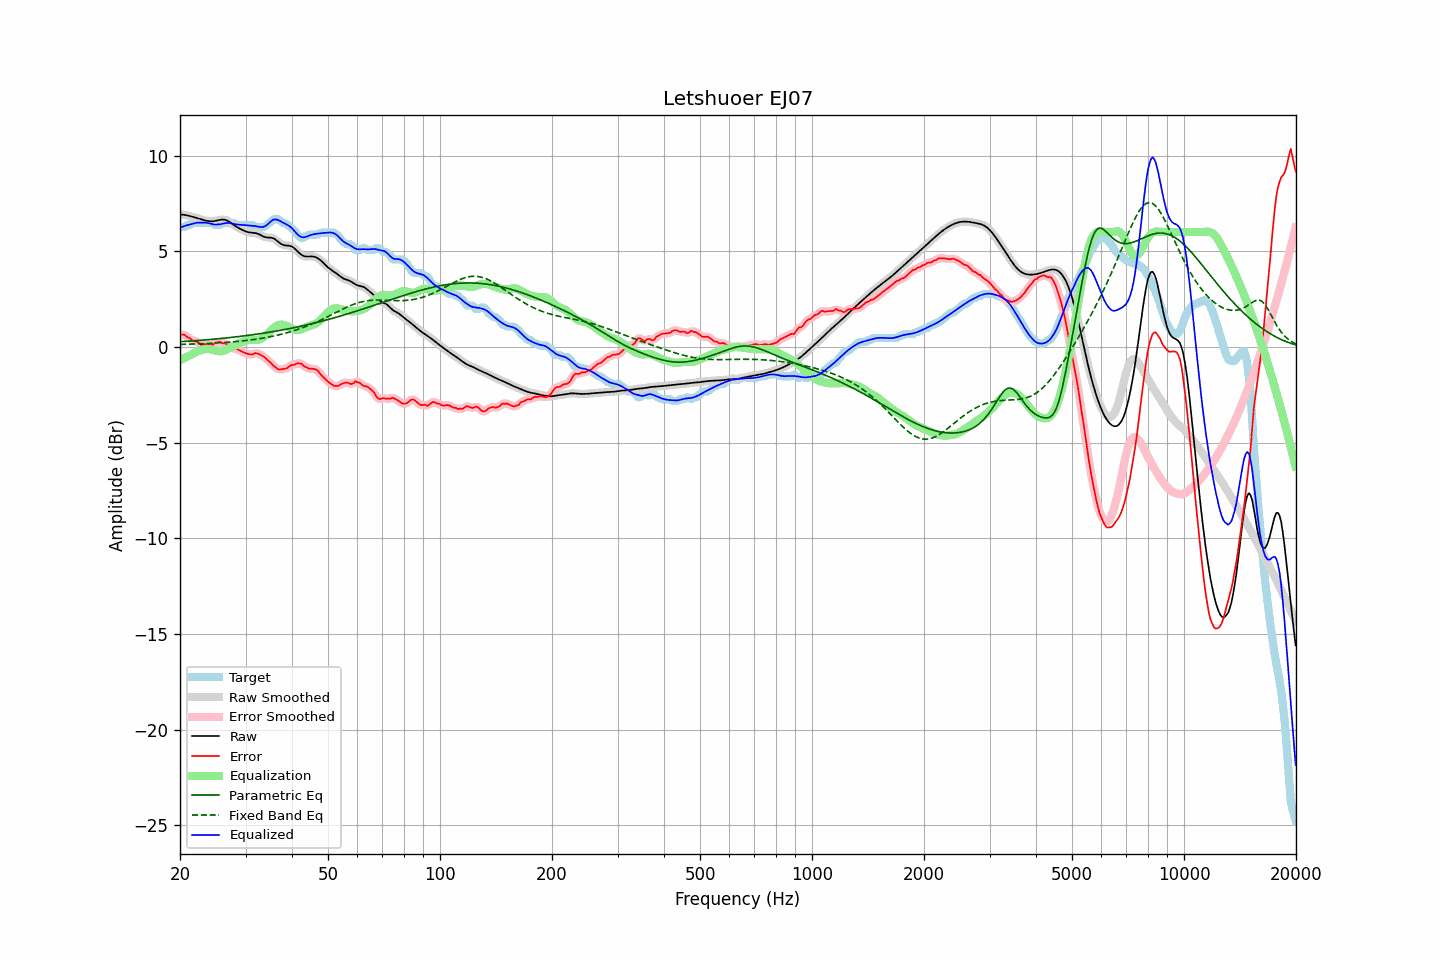 Letshuoer EJ07
Amplitude (dBr)
10
5
0
−5
−10
−15
−20
−25
Target
Raw Smoothed
Error Smoothed
Raw
Error
Equalization
Parametric Eq
Fixed Band Eq
Equalized
20 50 100 200 500 1000 2000 5000 10000 20000
Frequency (Hz)